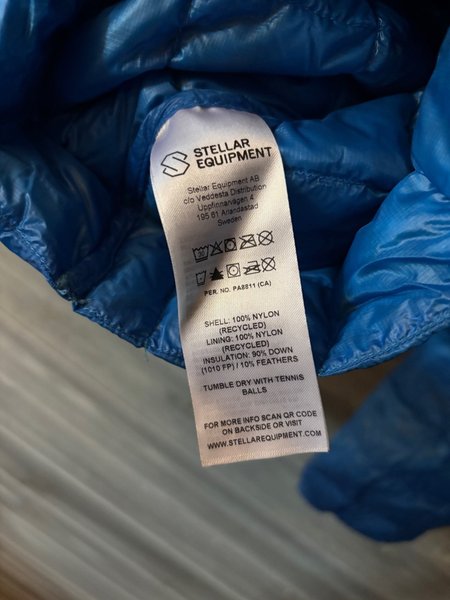 STELLAR
EQUIPMENT
Stellar Equipment AB
c/o Veddesta Distribution
Uppfinnarvägen 4
195 61 Arlandastad
Sweden
PER. NO. PA8811 (CA)
SHELL: 100% NYLON
(RECYCLED)
LINING: 100% NYLON
(RECYCLED)
INSULATION: 90% DOWN
(1010 FP) / 10% FEATHERS
TUMBLE DRY WITH TENNIS
BALLS
FOR MORE INFO SCAN QR CODE
ON BACKSIDE OR VISIT
WWW.STELLAREQUIPMENT.COM